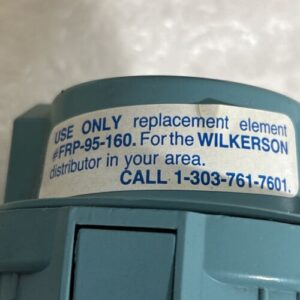 USE ONLY replacement element
#FRP-95-160. For the WILKERSON
distributor in your area.
CALL 1-303-761-7601.